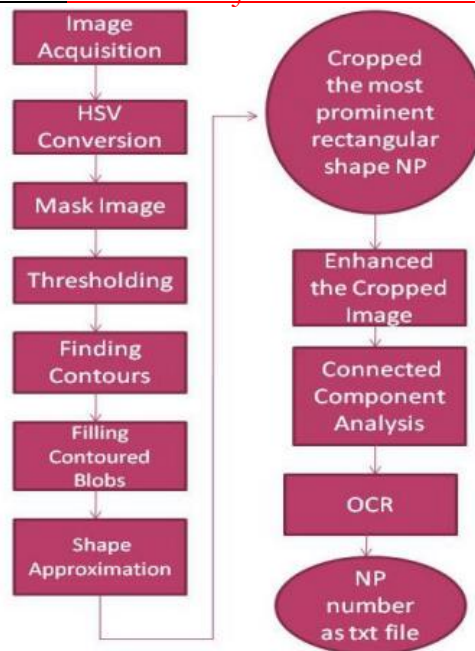 Image
Acquisition
HSV
Conversion
Mask Image
Thresholding
Finding
Contours
Filling
Contoured
Blobs
Shape
Approximation
Cropped
the most
prominent
rectangular
shape NP
Enhanced
the Cropped
Image
Connected
Component
Analysis
OCR
NP
number
as txt file